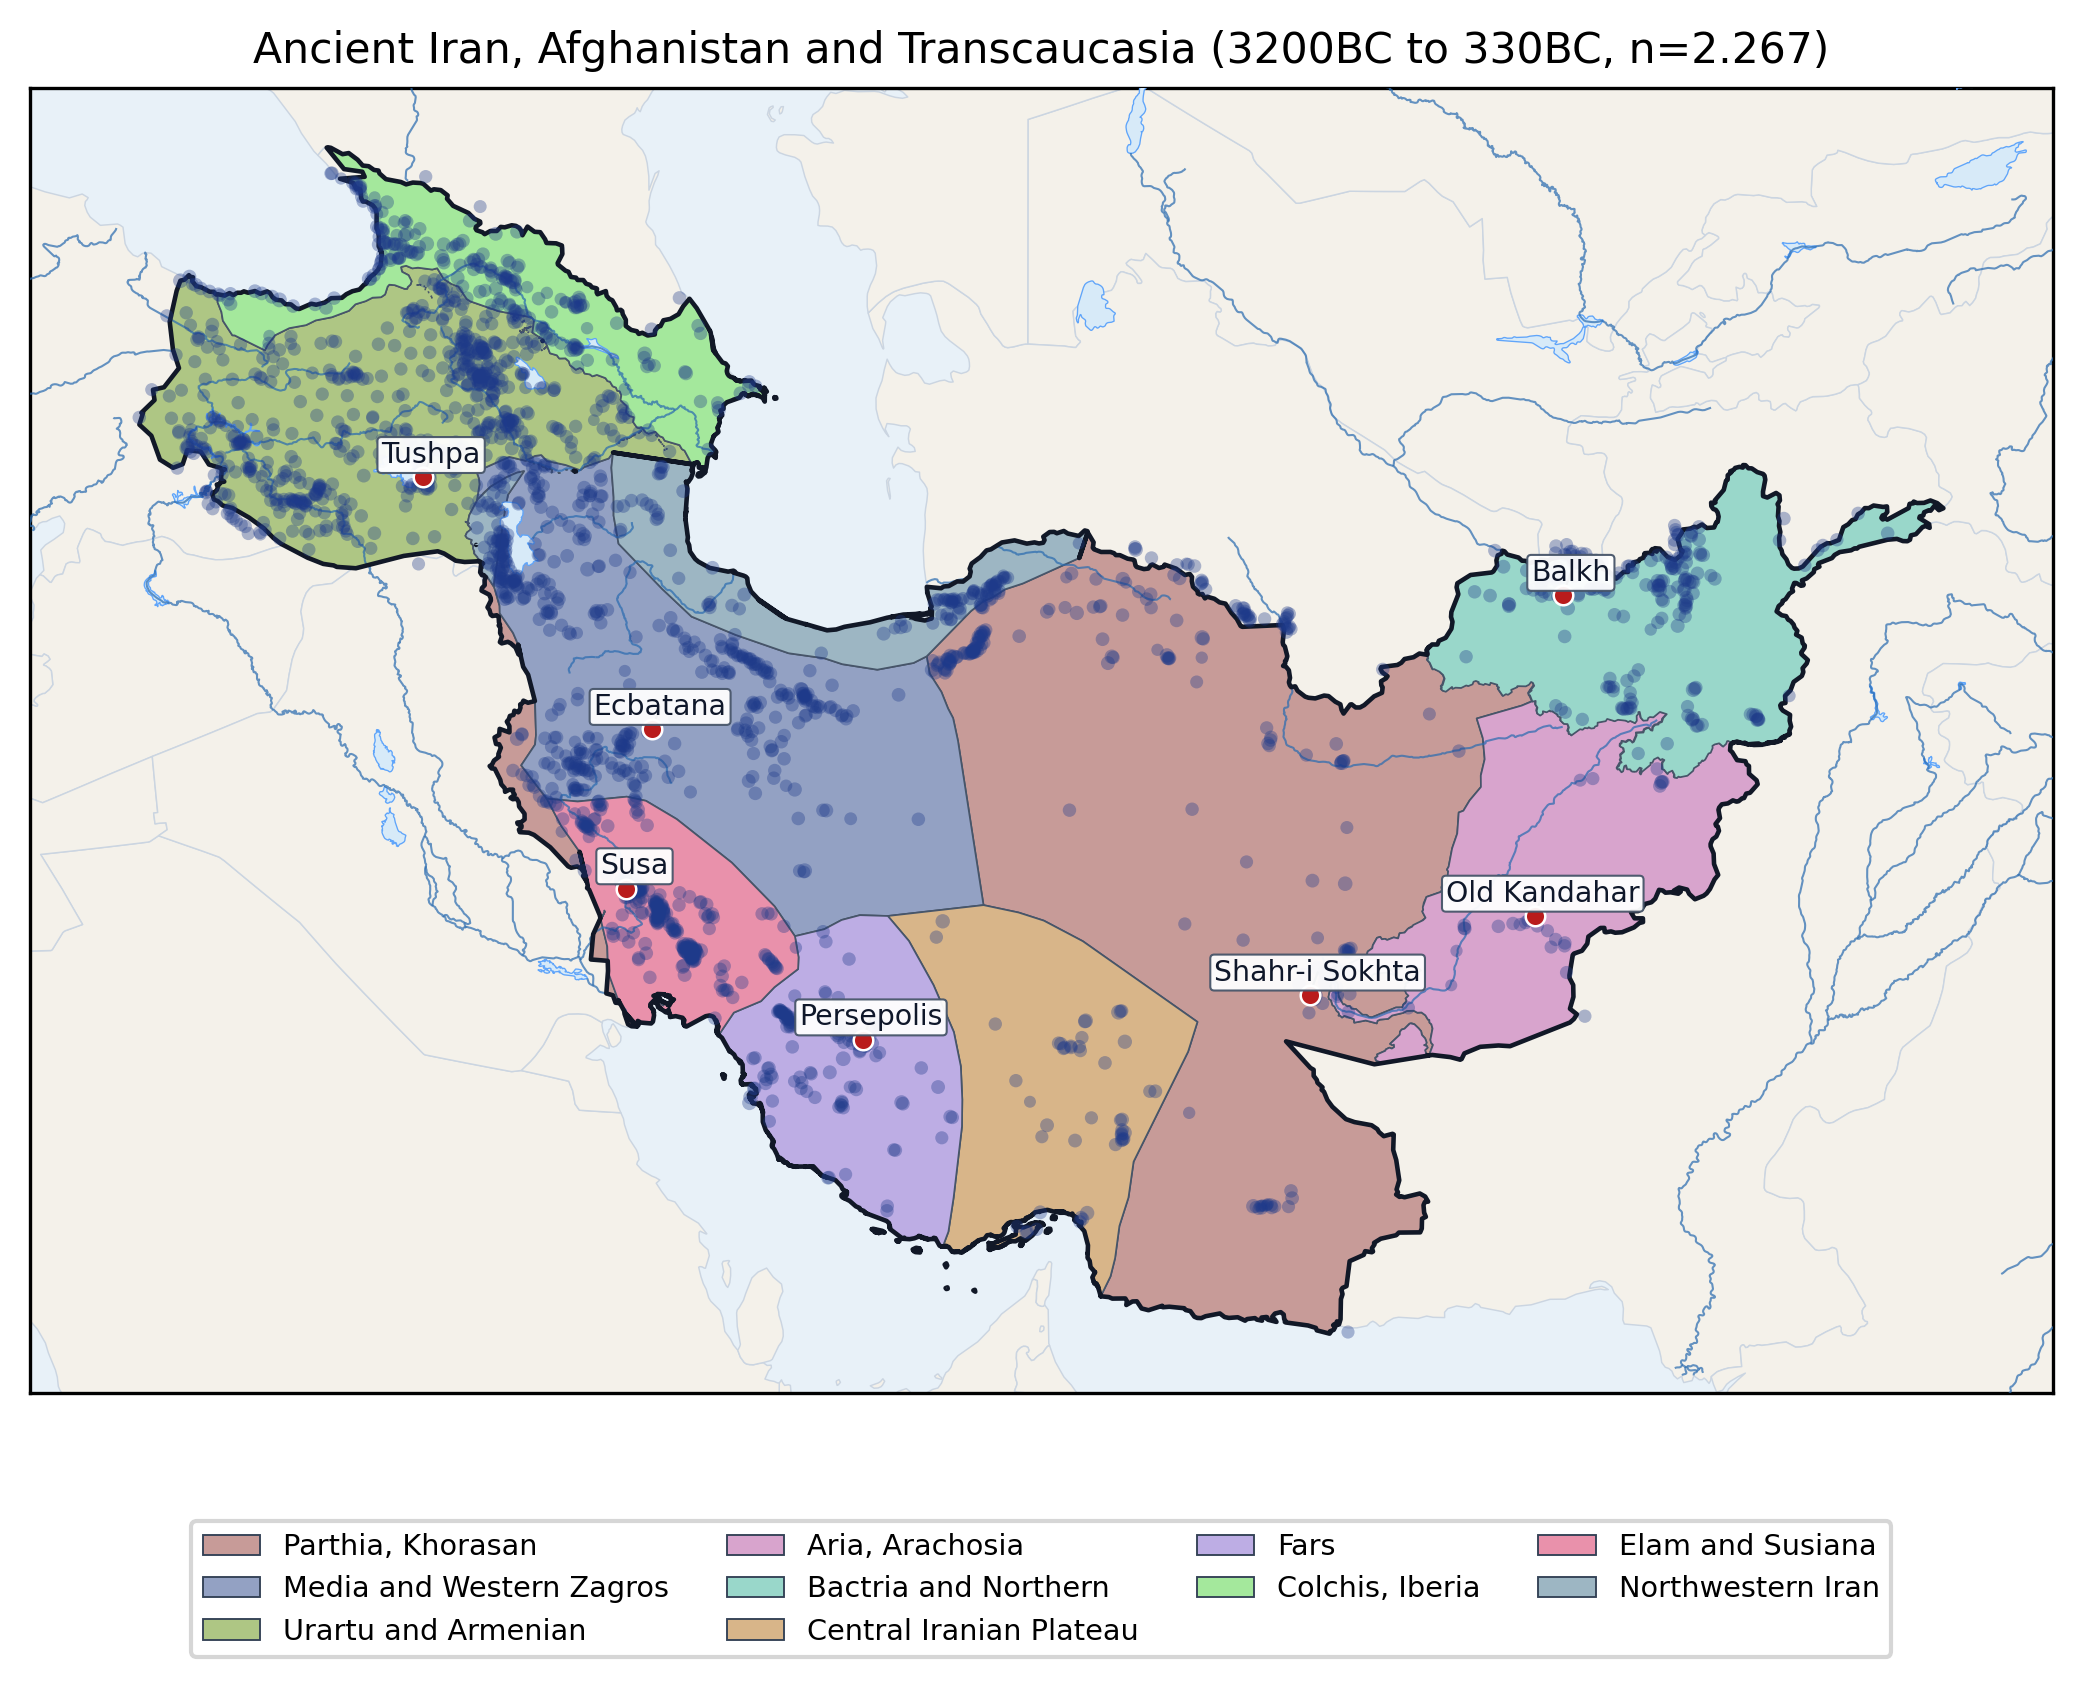 Ancient Iran, Afghanistan and Transcaucasia (3200BC to 330BC, n=2.267)
Tushpa
Balkh
Ecbatana
Susa
Old Kandahar
Shahr-i Sokhta
Persepolis
Parthia, Khorasan
Media and Western Zagros
Urartu and Armenian
Aria, Arachosia
Bactria and Northern
Central Iranian Plateau
Fars
Colchis, Iberia
Elam and Susiana
Northwestern Iran